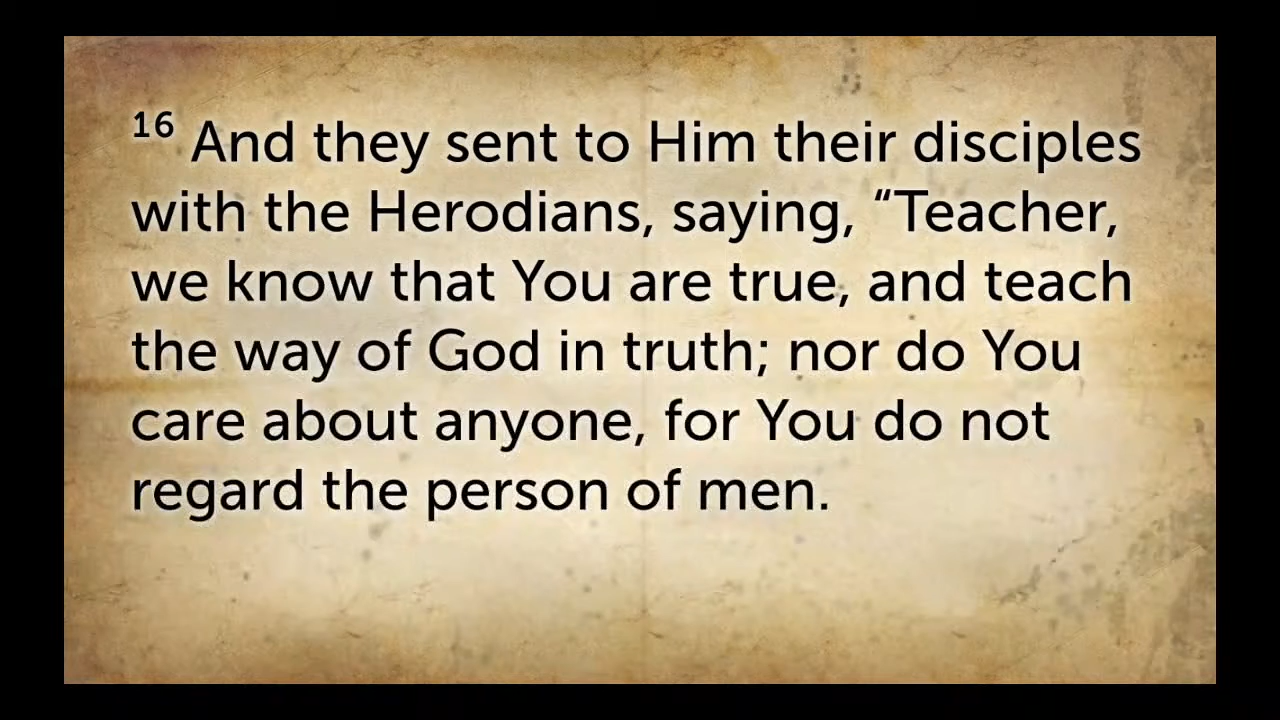 16 And they sent to Him their disciples
with the Herodians, saying, “Teacher,
we know that You are true, and teach
the way of God in truth; nor do You
care about anyone, for You do not
regard the person of men.